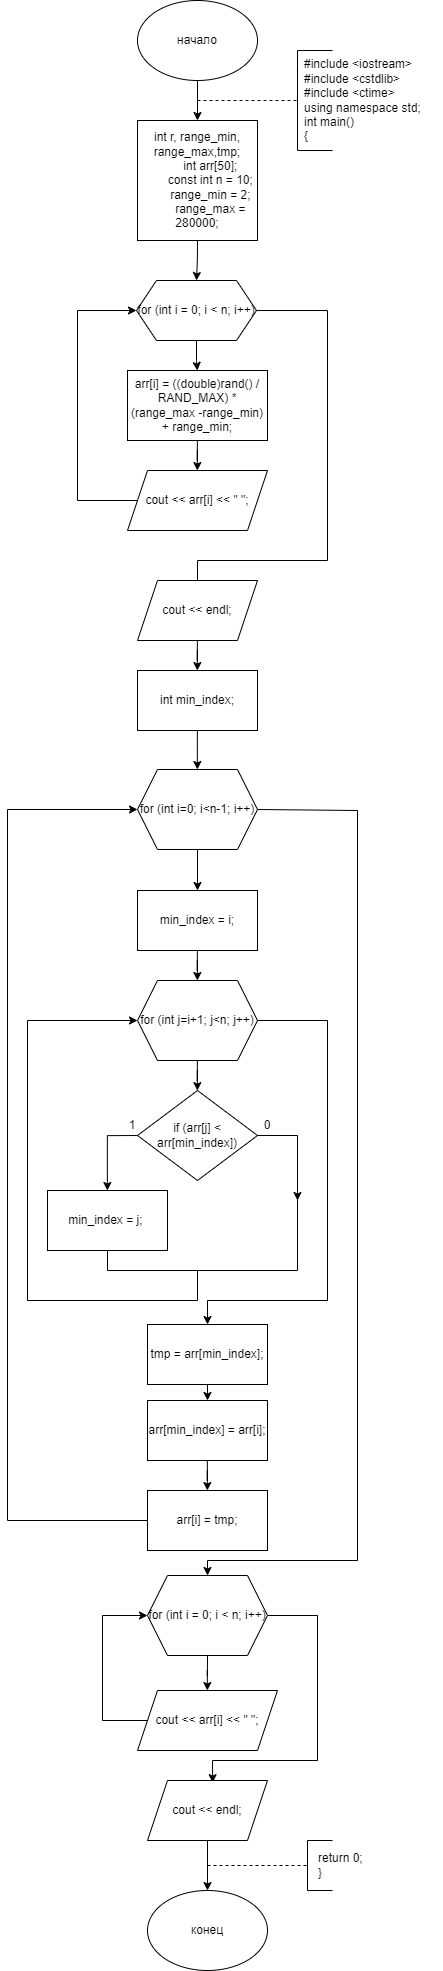 начало
#include <iostream>
#include <cstdlib>
#include <ctime>
using namespace std;
int main()
{
int r, range_min,
range_max,tmp;
int arr[50];
const int n = 10;
range_min = 2;
range_max =
280000;
for (int i = 0; i < n; i++)
arr[i] = ((double)rand() /
RAND_MAX) *
(range_max -range_min)
+ range_min;
cout << arr[i] << " ";
cout << endl;
int min_index;
for (int i=0; i<n-1; i++)
min_index = i;
for (int j=i+1; j<n; j++)
1
if (arr[j] <
arr[min_index])
0
min_index = j;
tmp = arr[min_index];
arr[min_index] = arr[i];
arr[i] = tmp;
for (int i = 0; i < n; i++)
cout << arr[i] << " ";
cout << endl;
return 0;
}
конец